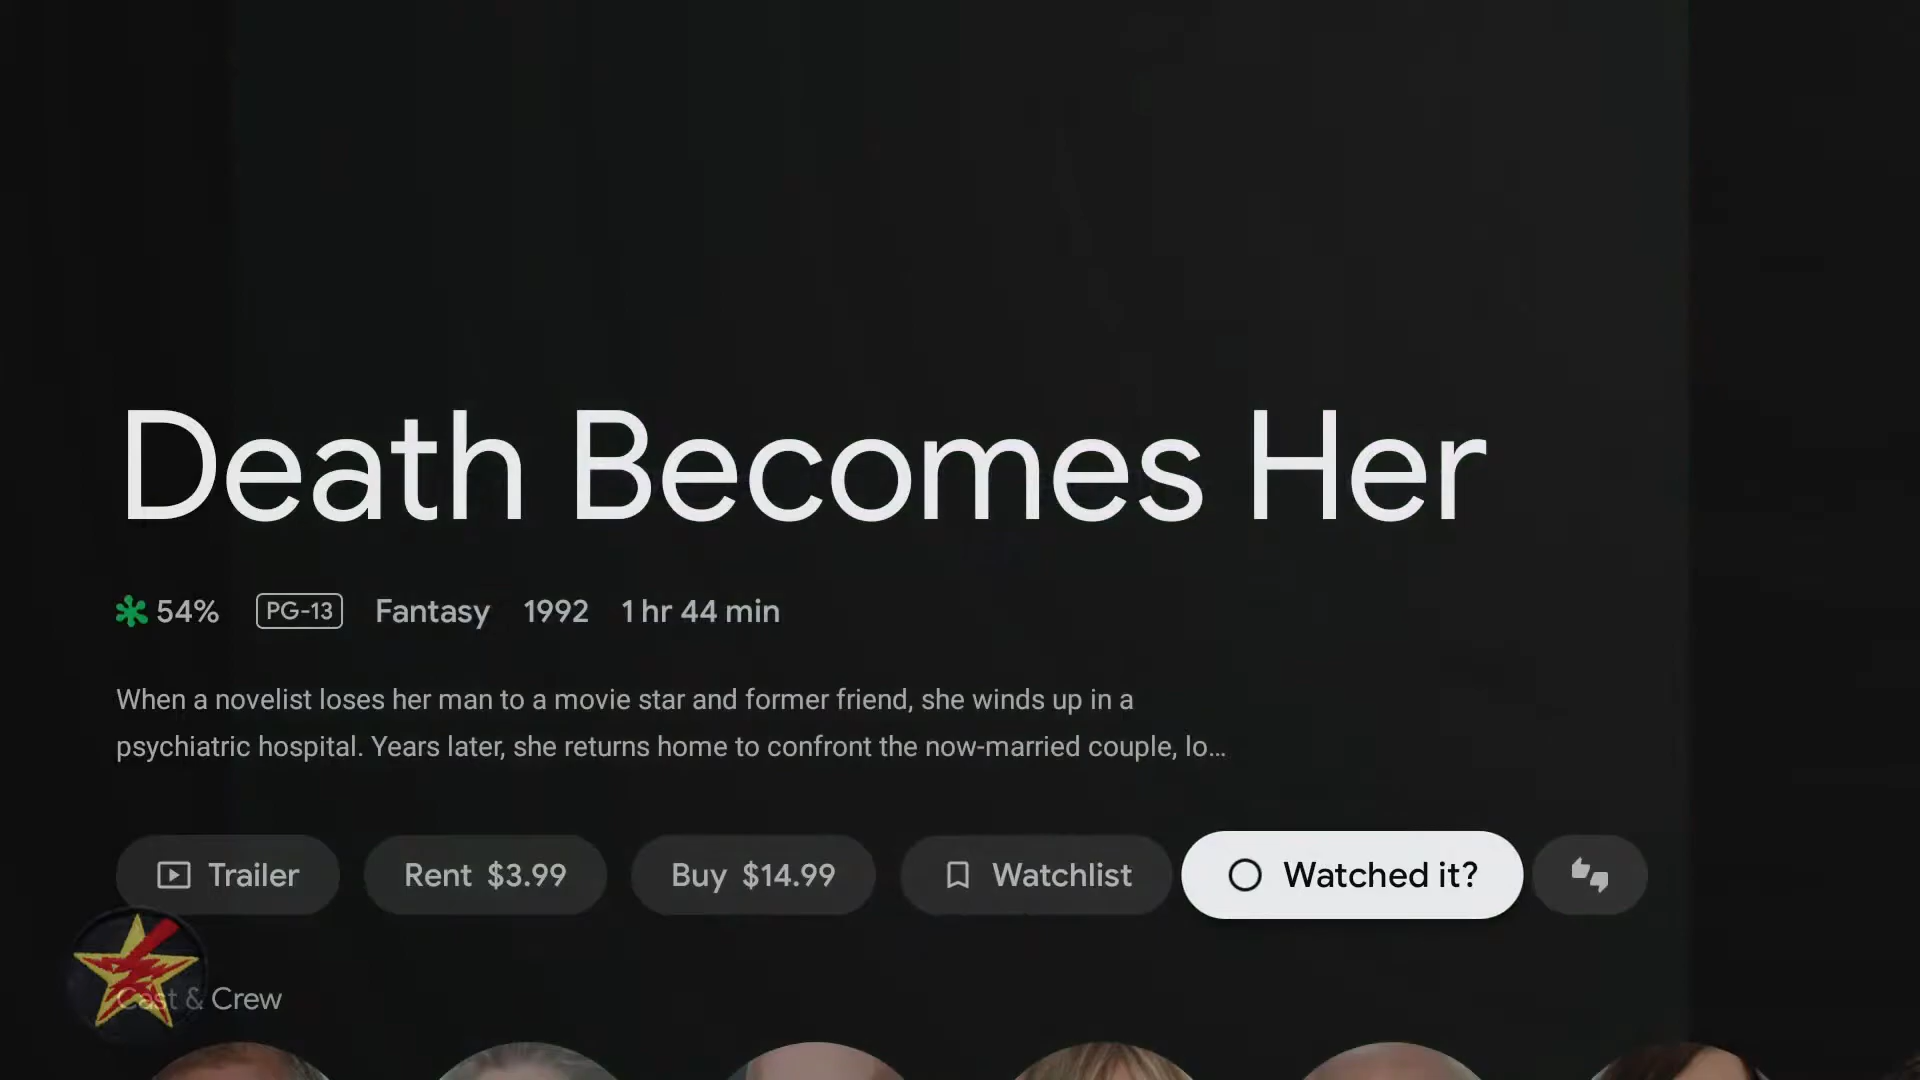 Death Becomes Her
54% PG-13 Fantasy 1992 1 hr 44 min
When a novelist loses her man to a movie star and former friend, she winds up in a
psychiatric hospital. Years later, she returns home to confront the now-married couple, lo…
Trailer Rent $3.99 Buy $14.99 Watchlist Watched it?
Cast & Crew